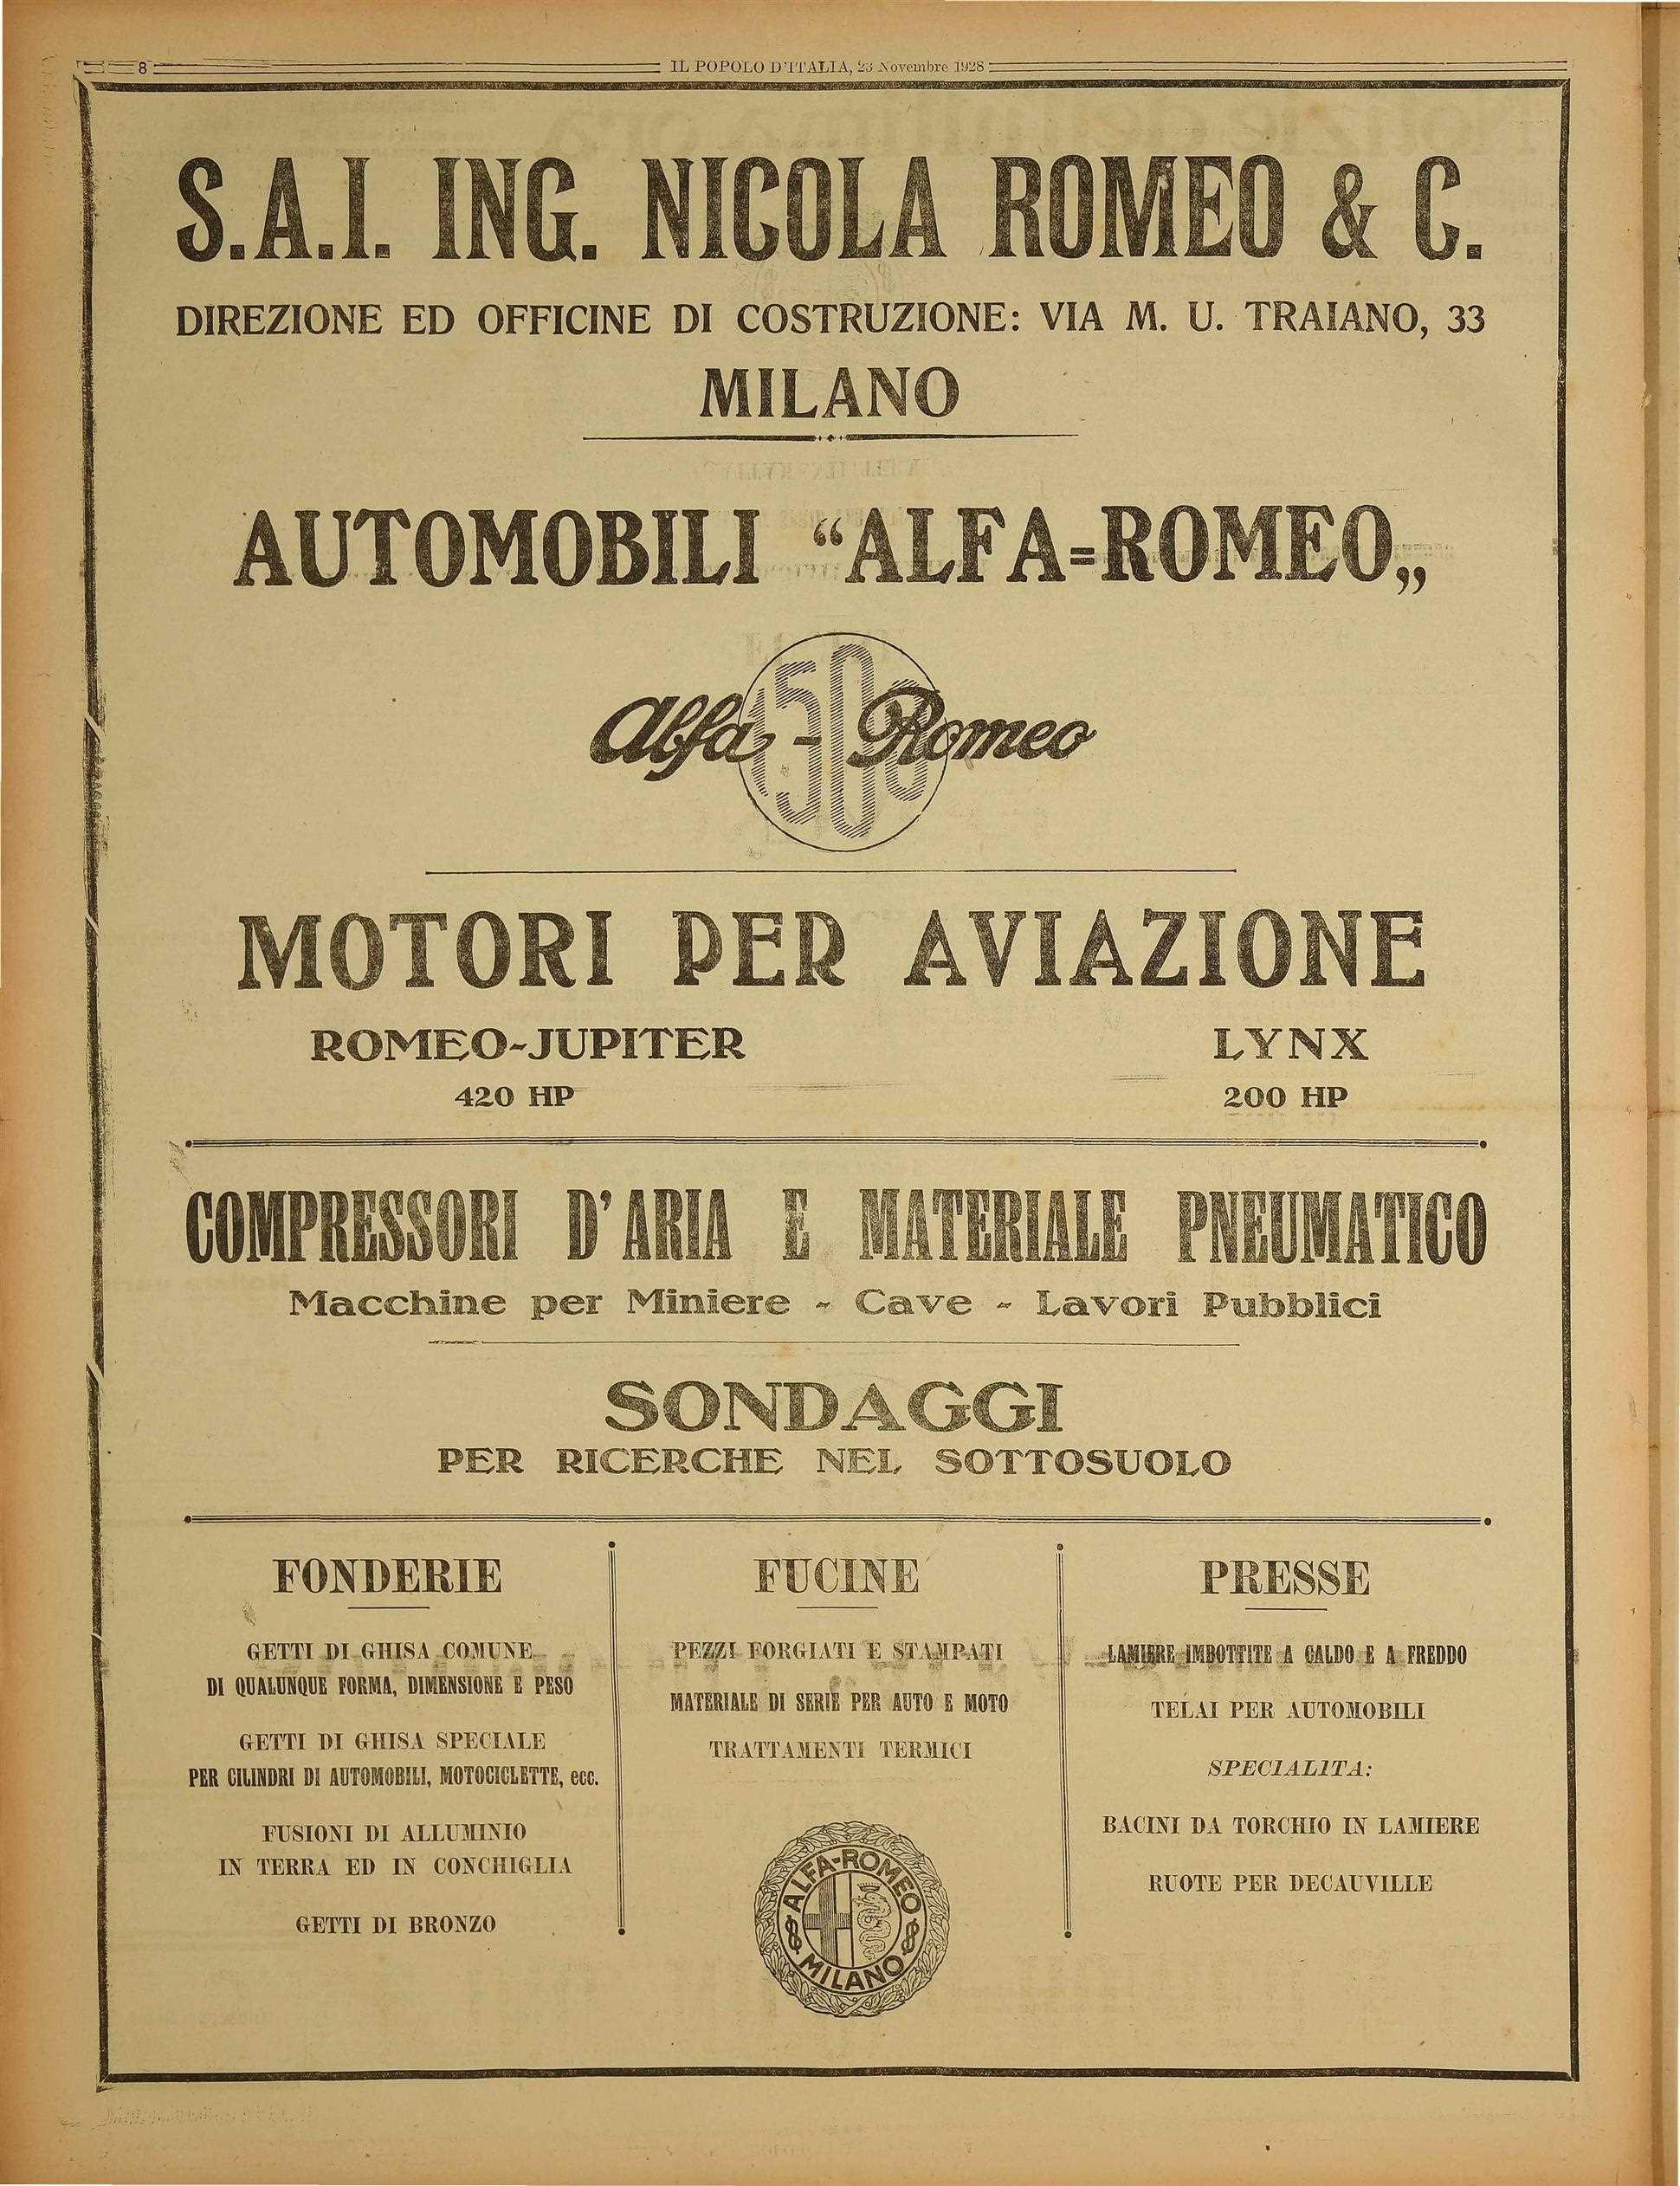 8
IL POPOLO D'ITALIA, 23 Novembre 1928
S.A.I. ING. NICOLA ROMEO & C.
DIREZIONE ED OFFICINE DI COSTRUZIONE: VIA M. U. TRAIANO, 33
MILANO
AUTOMOBILI “ALFA=ROMEO„
Alfa-Romeo
1500
MOTORI PER AVIAZIONE
ROMEO-JUPITER
420 HP
LYNX
200 HP
COMPRESSORI D'ARIA E MATERIALE PNEUMATICO
Macchine per Miniere - Cave - Lavori Pubblici
SONDAGGI
PER RICERCHE NEL SOTTOSUOLO
FONDERIE
GETTI DI GHISA COMUNE
DI QUALUNQUE FORMA, DIMENSIONE E PESO
GETTI DI GHISA SPECIALE
PER CILINDRI DI AUTOMOBILI, MOTOCICLETTE, ecc.
FUSIONI DI ALLUMINIO
IN TERRA ED IN CONCHIGLIA
GETTI DI BRONZO
FUCINE
PEZZI FORGIATI E STAMPATI
MATERIALE DI SERIE PER AUTO E MOTO
TRATTAMENTI TERMICI
ALFA-ROMEO
MILANO
PRESSE
LAMIERE IMBOTTITE A CALDO E A FREDDO
TELAI PER AUTOMOBILI
SPECIALITA:
BACINI DA TORCHIO IN LAMIERE
RUOTE PER DECAUVILLE